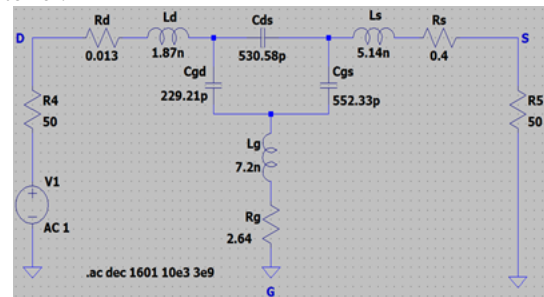 D
Rd
0.013
Ld
1.87n
Cds
530.58p
Ls
5.14n
Rs
0.4
S
Cgd
229.21p
Cgs
552.33p
R4
50
R5
50
Lg
7.2n
V1
AC 1
Rg
2.64
.ac dec 1601 10e3 3e9
G